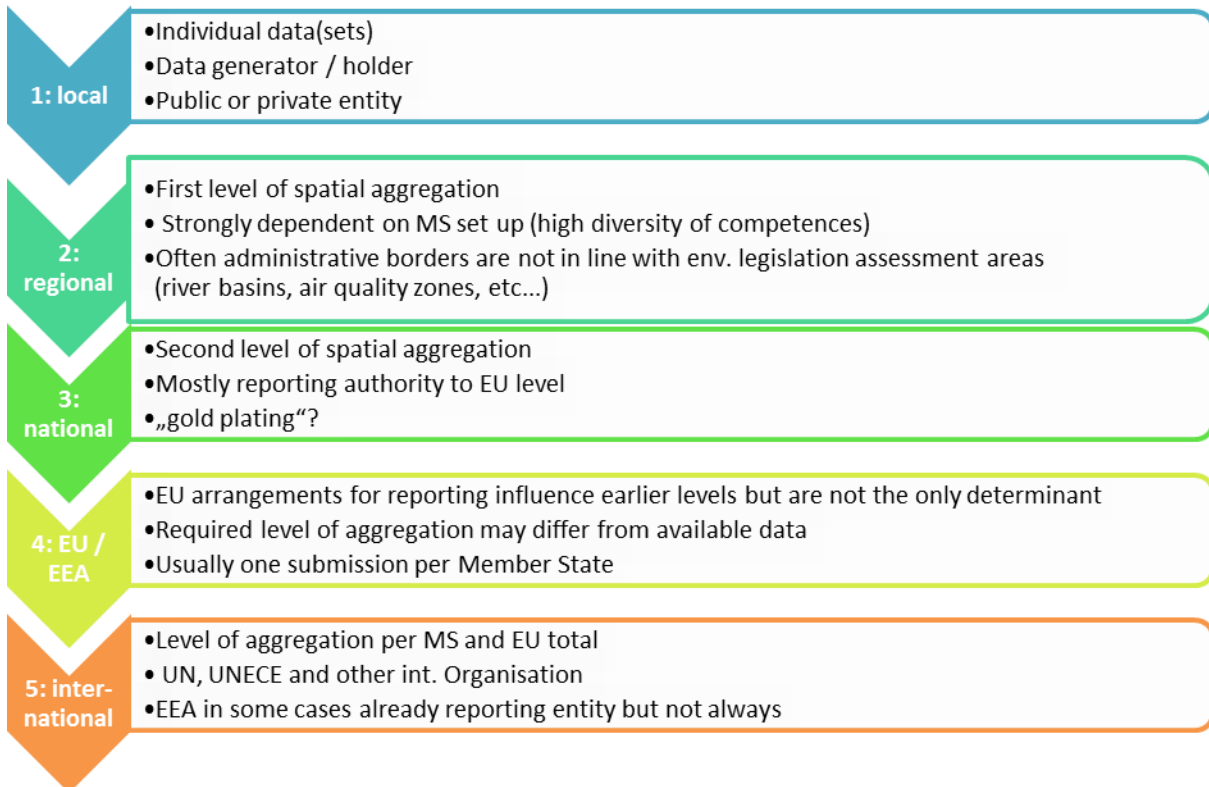 1: local
•Individual data(sets)
•Data generator / holder
•Public or private entity
2:
regional
•First level of spatial aggregation
• Strongly dependent on MS set up (high diversity of competences)
•Often administrative borders are not in line with env. legislation assessment areas
(river basins, air quality zones, etc...)
3:
national
•Second level of spatial aggregation
•Mostly reporting authority to EU level
•„gold plating“?
4: EU /
EEA
•EU arrangements for reporting influence earlier levels but are not the only determinant
•Required level of aggregation may differ from available data
•Usually one submission per Member State
5: inter-
national
•Level of aggregation per MS and EU total
• UN, UNECE and other int. Organisation
•EEA in some cases already reporting entity but not always